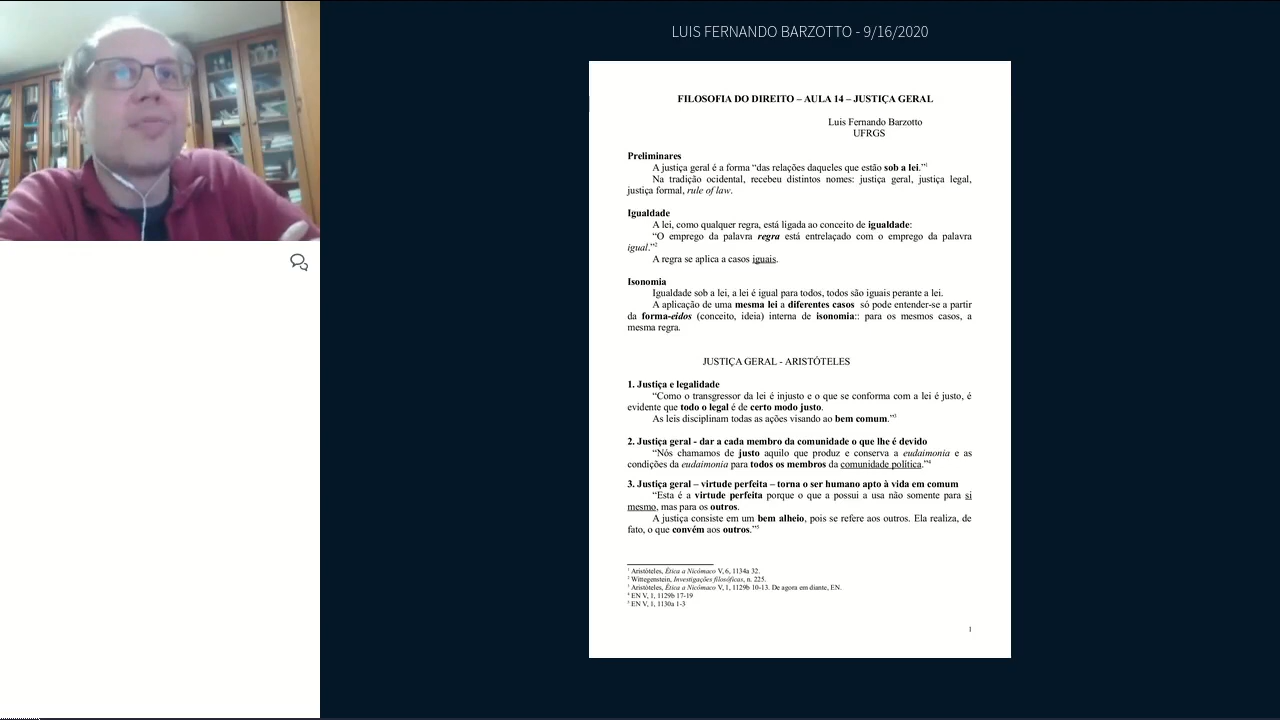 LUIS FERNANDO BARZOTTO - 9/16/2020
FILOSOFIA DO DIREITO – AULA 14 – JUSTIÇA GERAL
Luis Fernando Barzotto
UFRGS
Preliminares
A justiça geral é a forma “das relações daqueles que estão sob a lei.”1
Na tradição ocidental, recebeu distintos nomes: justiça geral, justiça legal,
justiça formal, rule of law.
Igualdade
A lei, como qualquer regra, está ligada ao conceito de igualdade:
“O emprego da palavra regra está entrelaçado com o emprego da palavra
igual.”2
A regra se aplica a casos iguais.
Isonomia
Igualdade sob a lei, a lei é igual para todos, todos são iguais perante a lei.
A aplicação de uma mesma lei a diferentes casos só pode entender-se a partir
da forma-eidos (conceito, ideia) interna de isonomia:: para os mesmos casos, a
mesma regra.
JUSTIÇA GERAL - ARISTÓTELES
1. Justiça e legalidade
“Como o transgressor da lei é injusto e o que se conforma com a lei é justo, é
evidente que todo o legal é de certo modo justo.
As leis disciplinam todas as ações visando ao bem comum.”3
2. Justiça geral - dar a cada membro da comunidade o que lhe é devido
“Nós chamamos de justo aquilo que produz e conserva a eudaimonia e as
condições da eudaimonia para todos os membros da comunidade política.”4
3. Justiça geral – virtude perfeita – torna o ser humano apto à vida em comum
“Esta é a virtude perfeita porque o que a possui a usa não somente para si
mesmo, mas para os outros.
A justiça consiste em um bem alheio, pois se refere aos outros. Ela realiza, de
fato, o que convém aos outros.”5
1 Aristóteles, Ética a Nicômaco V, 6, 1134a 32.
2 Wittegenstein, Investigações filosóficas, n. 225.
3 Aristóteles, Ética a Nicômaco V, 1, 1129b 10-13. De agora em diante, EN.
4 EN V, 1, 1129b 17-19
5 EN V, 1, 1130a 1-3
1